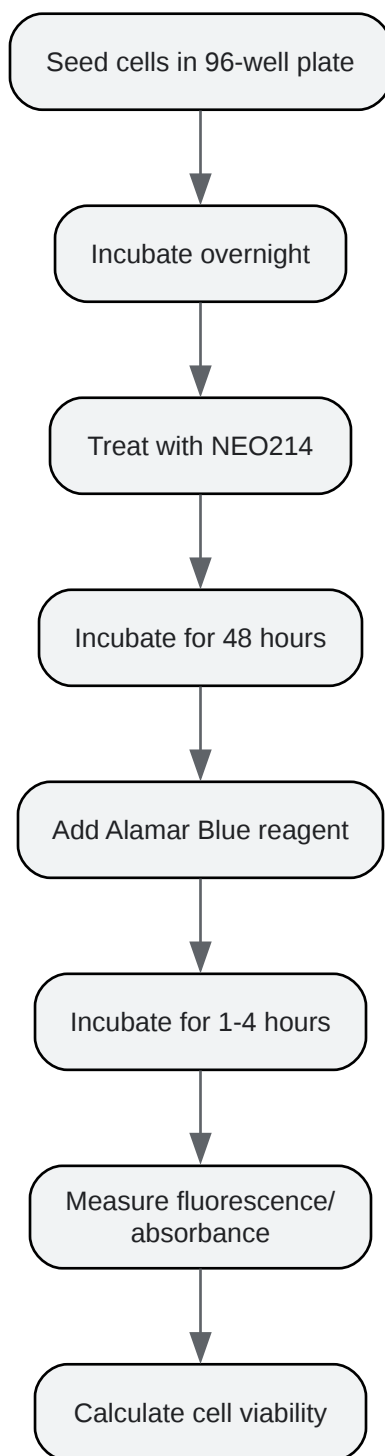 Seed cells in 96-well plate
Incubate overnight
Treat with NEO214
Incubate for 48 hours
Add Alamar Blue reagent
Incubate for 1-4 hours
Measure fluorescence/
absorbance
Calculate cell viability